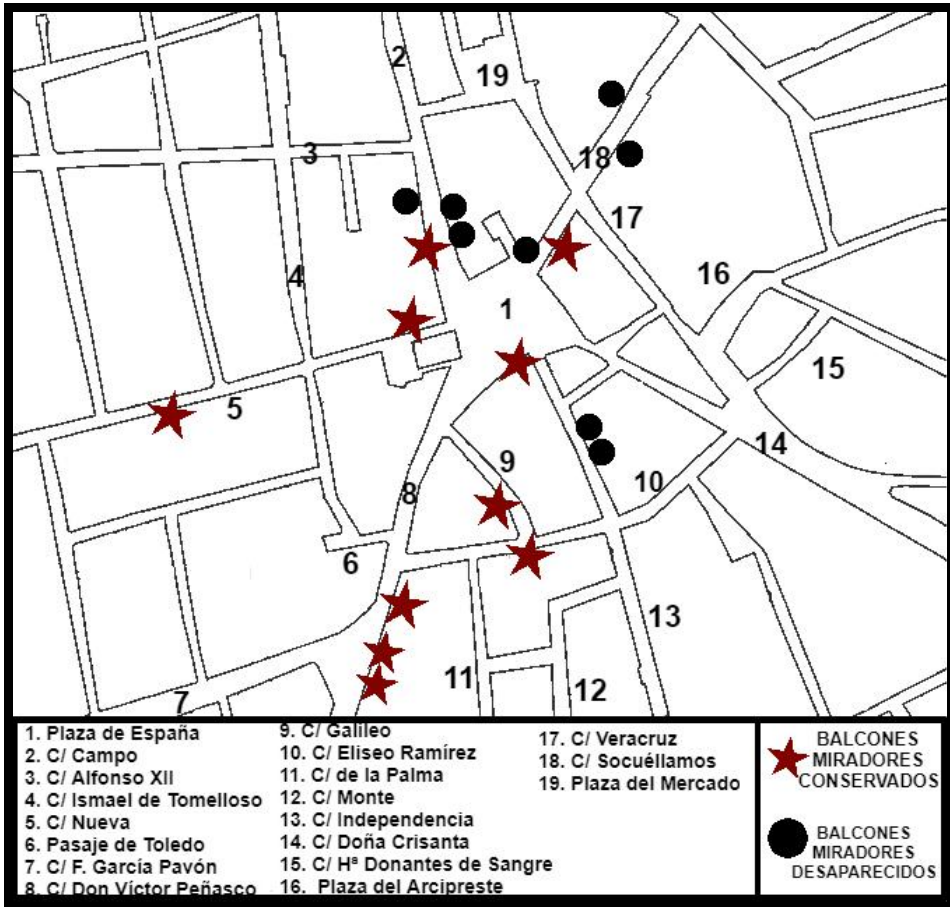 2
19
3
18
17
4
16
1
15
5
14
9
10
8
6
13
11
12
7
1. Plaza de España
2. C/ Campo
3. C/ Alfonso XII
4. C/ Ismael de Tomelloso
5. C/ Nueva
6. Pasaje de Toledo
7. C/ F. García Pavón
8. C/ Don Víctor Peñasco
9. C/ Galileo
10. C/ Eliseo Ramírez
11. C/ de la Palma
12. C/ Monte
13. C/ Independencia
14. C/ Doña Crisanta
15. C/ Hª Donantes de Sangre
16. Plaza del Arcipreste
17. C/ Veracruz
18. C/ Socuéllamos
19. Plaza del Mercado
BALCONES
MIRADORES
CONSERVADOS
BALCONES
MIRADORES
DESAPARECIDOS